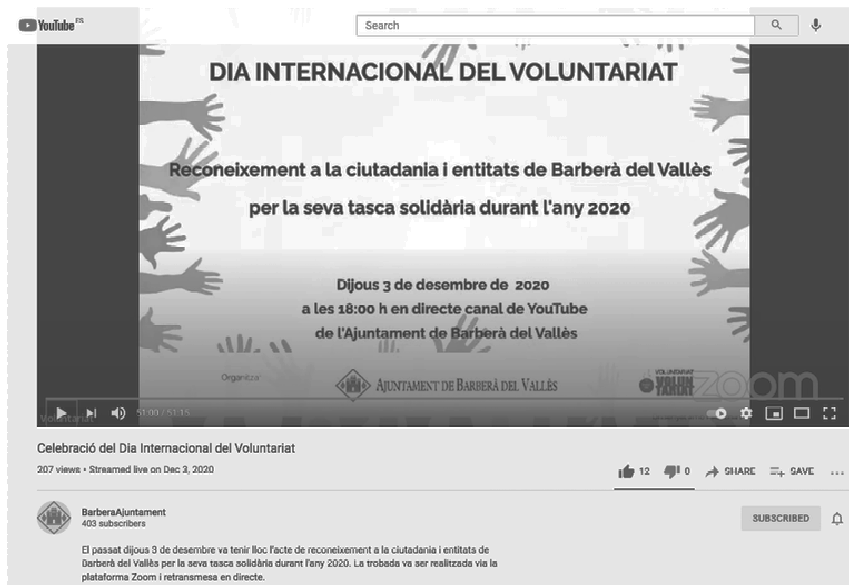 YouTube ES
Search
DIA INTERNACIONAL DEL VOLUNTARIAT
Reconeixement a la ciutadania i entitats de Barberà del Vallès
per la seva tasca solidària durant l'any 2020
Dijous 3 de desembre de 2020
a les 18:00 h en directe canal de YouTube
de l'Ajuntament de Barberà del Vallès
Organitza:
AJUNTAMENT DE BARBERÀ DEL VALLÈS
VOLUNTARIAT
zoom
51:00 / 51:15
Voluntariat
Celebració del Dia Internacional del Voluntariat
207 views • Streamed live on Dec 3, 2020
12 0 SHARE SAVE
BarberaAjuntament
403 subscribers
SUBSCRIBED
El passat dijous 3 de desembre va tenir lloc l'acte de reconeixement a la ciutadania i entitats de
Barberà del Vallès per la seva tasca solidària durant l'any 2020. La trobada va ser realitzada via la
plataforma Zoom i retransmesa en directe.